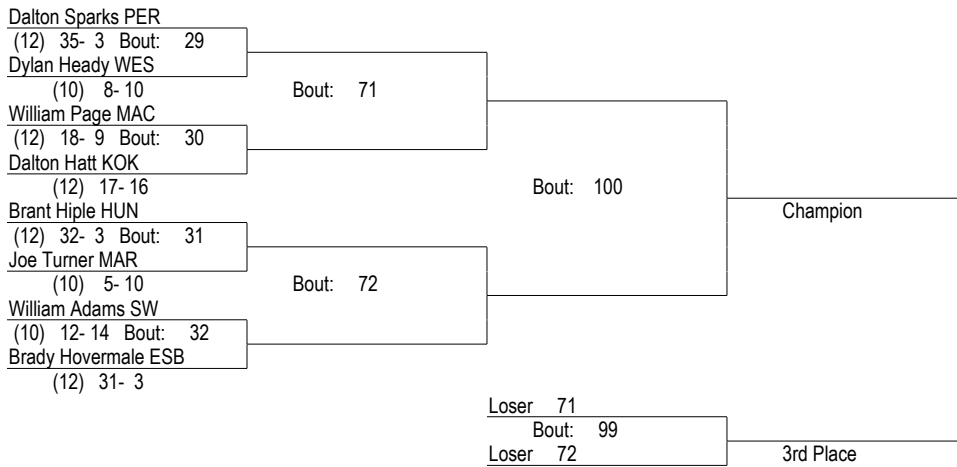 Dalton Sparks PER
(12) 35- 3 Bout: 29
Dylan Heady WES
(10) 8- 10
Bout: 71
William Page MAC
(12) 18- 9 Bout: 30
Dalton Hatt KOK
(12) 17- 16
Bout: 100
Brant Hiple HUN
Champion
(12) 32- 3 Bout: 31
Joe Turner MAR
(10) 5- 10
Bout: 72
William Adams SW
(10) 12- 14 Bout: 32
Brady Hovermale ESB
(12) 31- 3
Loser 71
Bout: 99
Loser 72
3rd Place